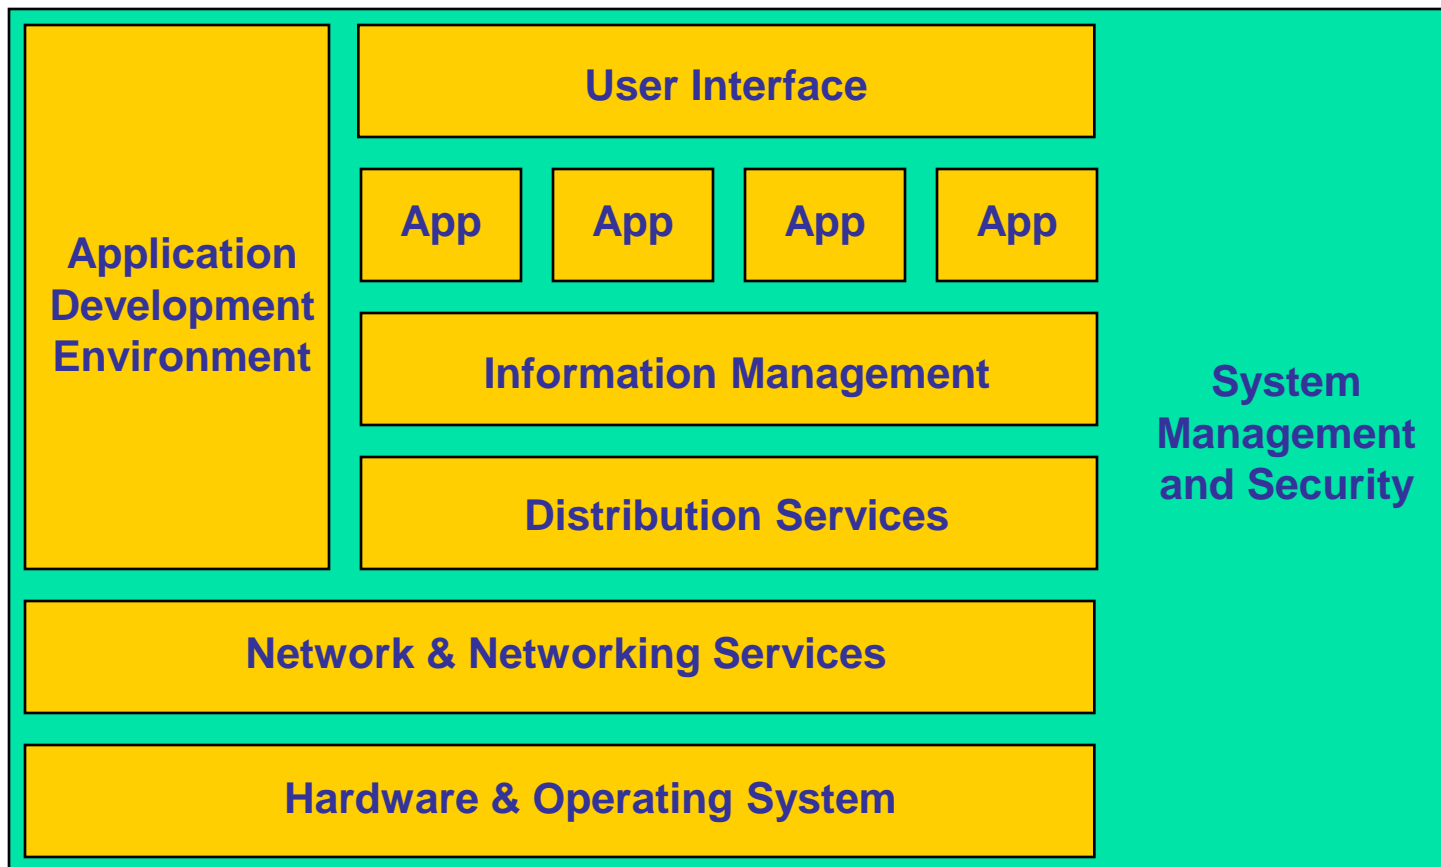 User Interface
App App App App
Application
Development
Environment
Information Management
Distribution Services
System
Management
and Security
Network & Networking Services
Hardware & Operating System